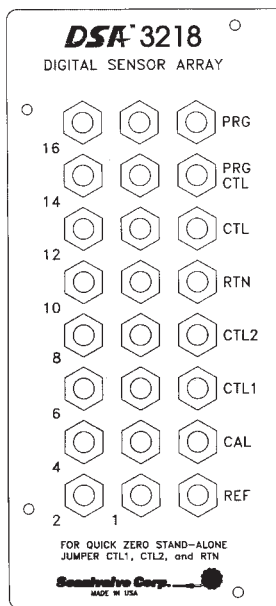 DSA™ 3218
DIGITAL SENSOR ARRAY
PRG
16
PRG
CTL
14
CTL
12
RTN
10
CTL2
8
CTL1
6
CAL
4
REF
2 1
FOR QUICK ZERO STAND-ALONE
JUMPER CTL1, CTL2, and RTN
Scanivalve Corp.
MADE IN USA